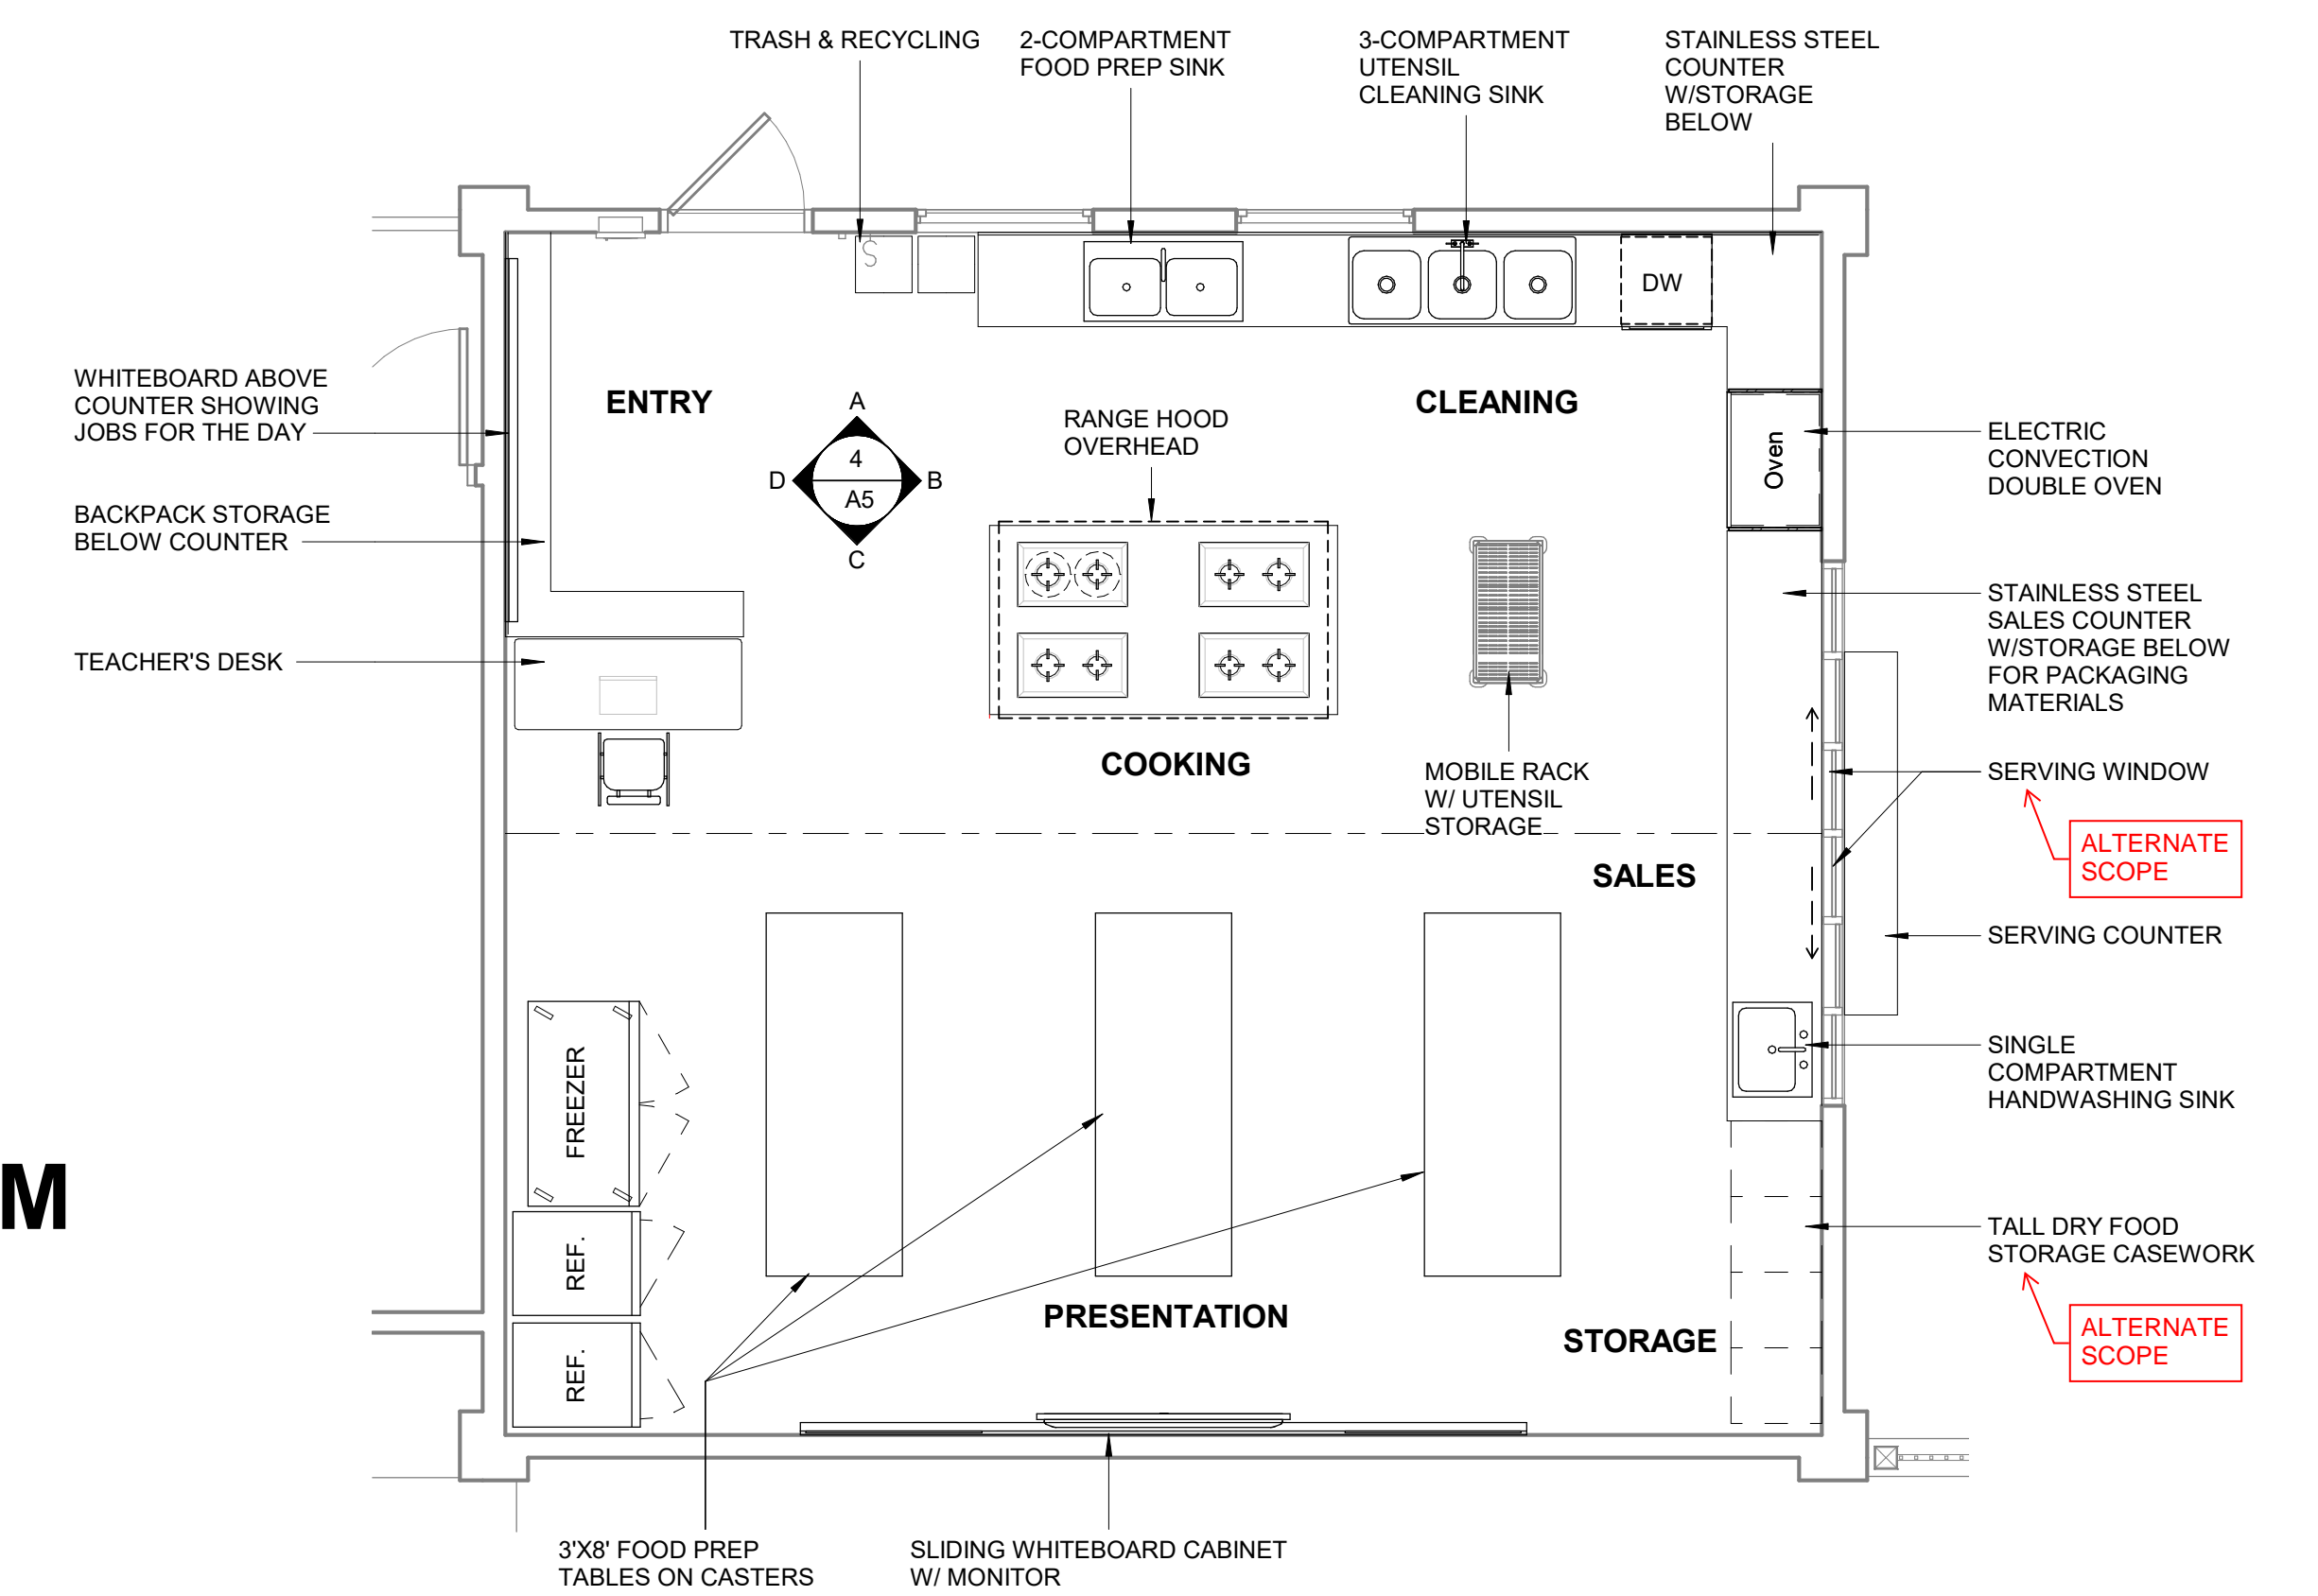 TRASH & RECYCLING
2-COMPARTMENT
FOOD PREP SINK
3-COMPARTMENT
UTENSIL
CLEANING SINK
STAINLESS STEEL
COUNTER
W/STORAGE
BELOW
S
DW
WHITEBOARD ABOVE
COUNTER SHOWING
JOBS FOR THE DAY
BACKPACK STORAGE
BELOW COUNTER
TEACHER'S DESK
ENTRY
A
4
D
B
A5
C
RANGE HOOD
OVERHEAD
CLEANING
Oven
ELECTRIC
CONVECTION
DOUBLE OVEN
STAINLESS STEEL
SALES COUNTER
W/STORAGE BELOW
FOR PACKAGING
MATERIALS
COOKING
MOBILE RACK
W/ UTENSIL
STORAGE
SERVING WINDOW
ALTERNATE
SCOPE
SALES
SERVING COUNTER
SINGLE
COMPARTMENT
HANDWASHING SINK
FREEZER
REF.
REF.
M
TALL DRY FOOD
STORAGE CASEWORK
ALTERNATE
SCOPE
PRESENTATION
STORAGE
3'X8' FOOD PREP
TABLES ON CASTERS
SLIDING WHITEBOARD CABINET
W/ MONITOR